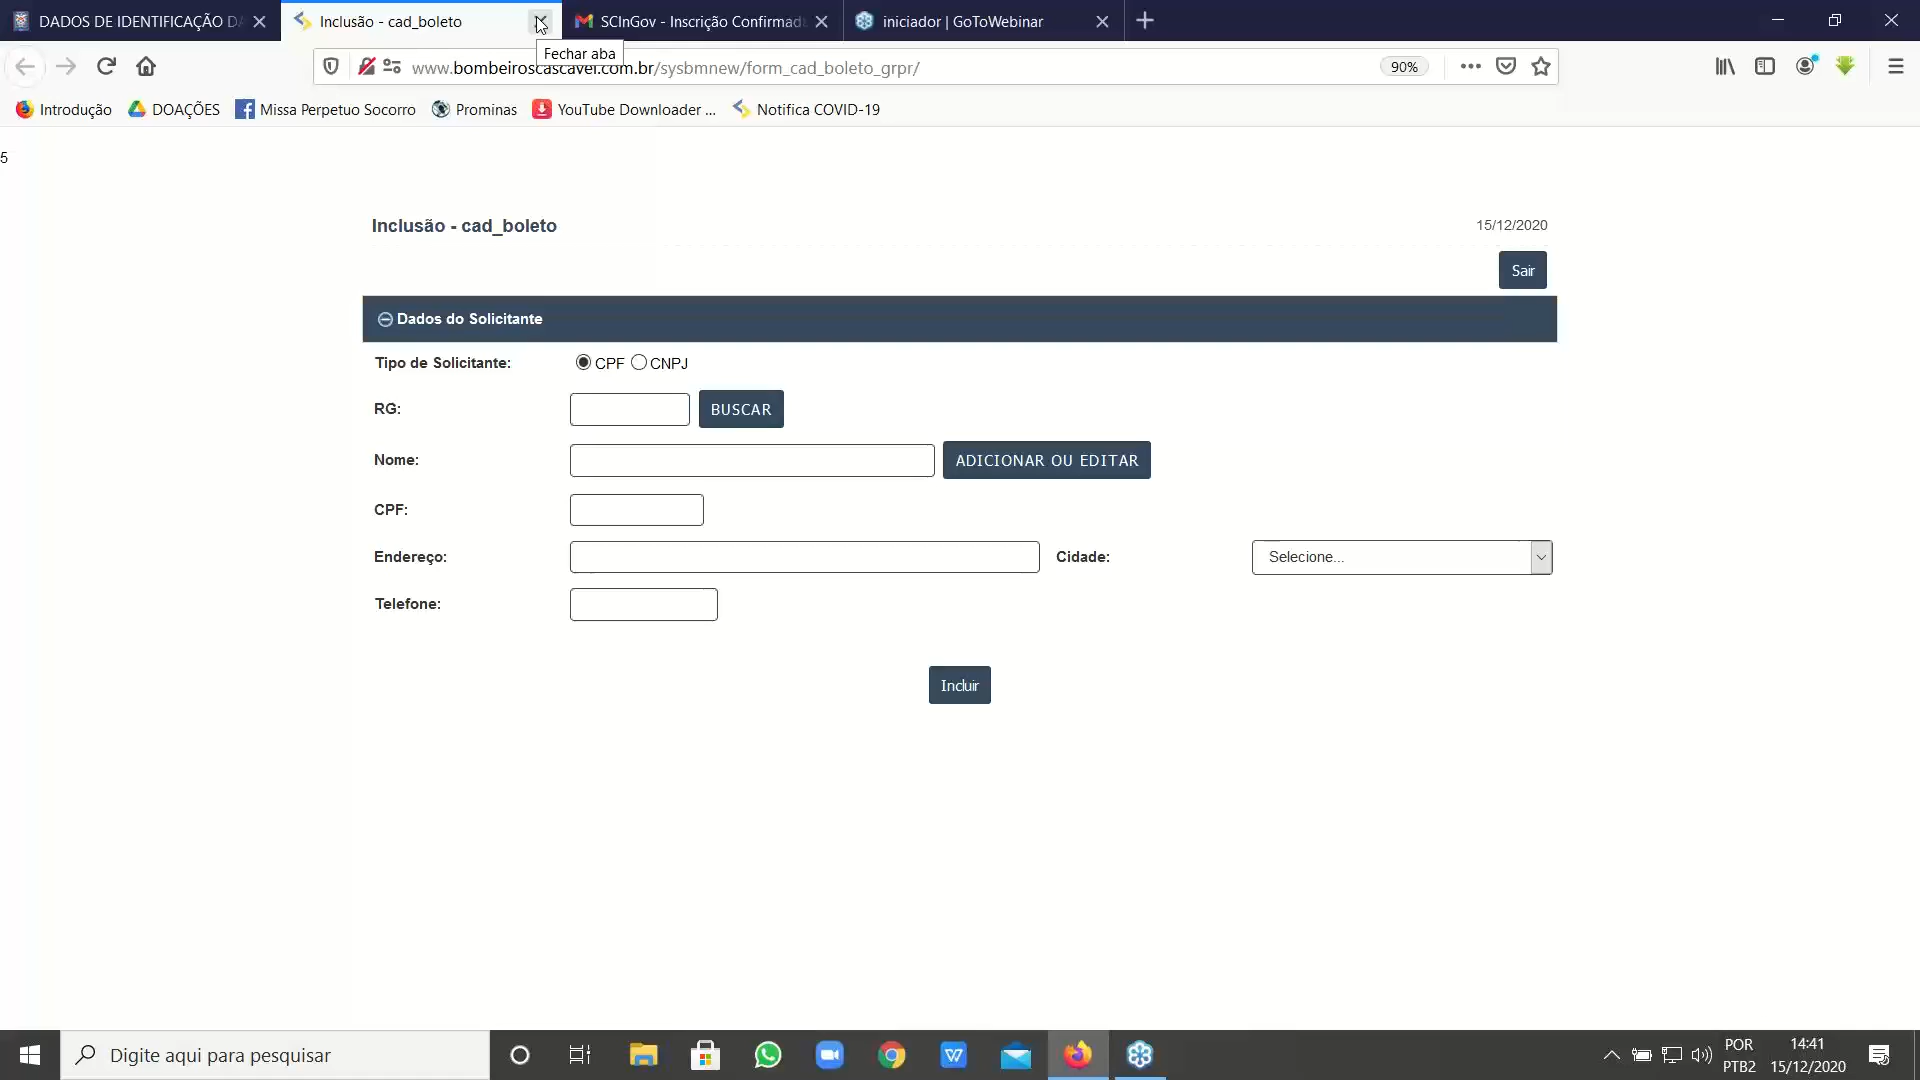 DADOS DE IDENTIFICAÇÃO DA
Inclusão - cad_boleto
SCInGov - Inscrição Confirmada
iniciador | GoToWebinar
Fechar aba
www.bombeiroscascavel.com.br/sysbmnew/form_cad_boleto_grpr/
90%
Introdução
DOAÇÕES
Missa Perpetuo Socorro
Prominas
YouTube Downloader ...
Notifica COVID-19
5
Inclusão - cad_boleto
15/12/2020
Sair
Dados do Solicitante
Tipo de Solicitante: CPF CNPJ
RG: BUSCAR
Nome: ADICIONAR OU EDITAR
CPF:
Endereço: Cidade: Selecione...
Telefone:
Incluir
Digite aqui para pesquisar
POR 14:41
PTB2 15/12/2020